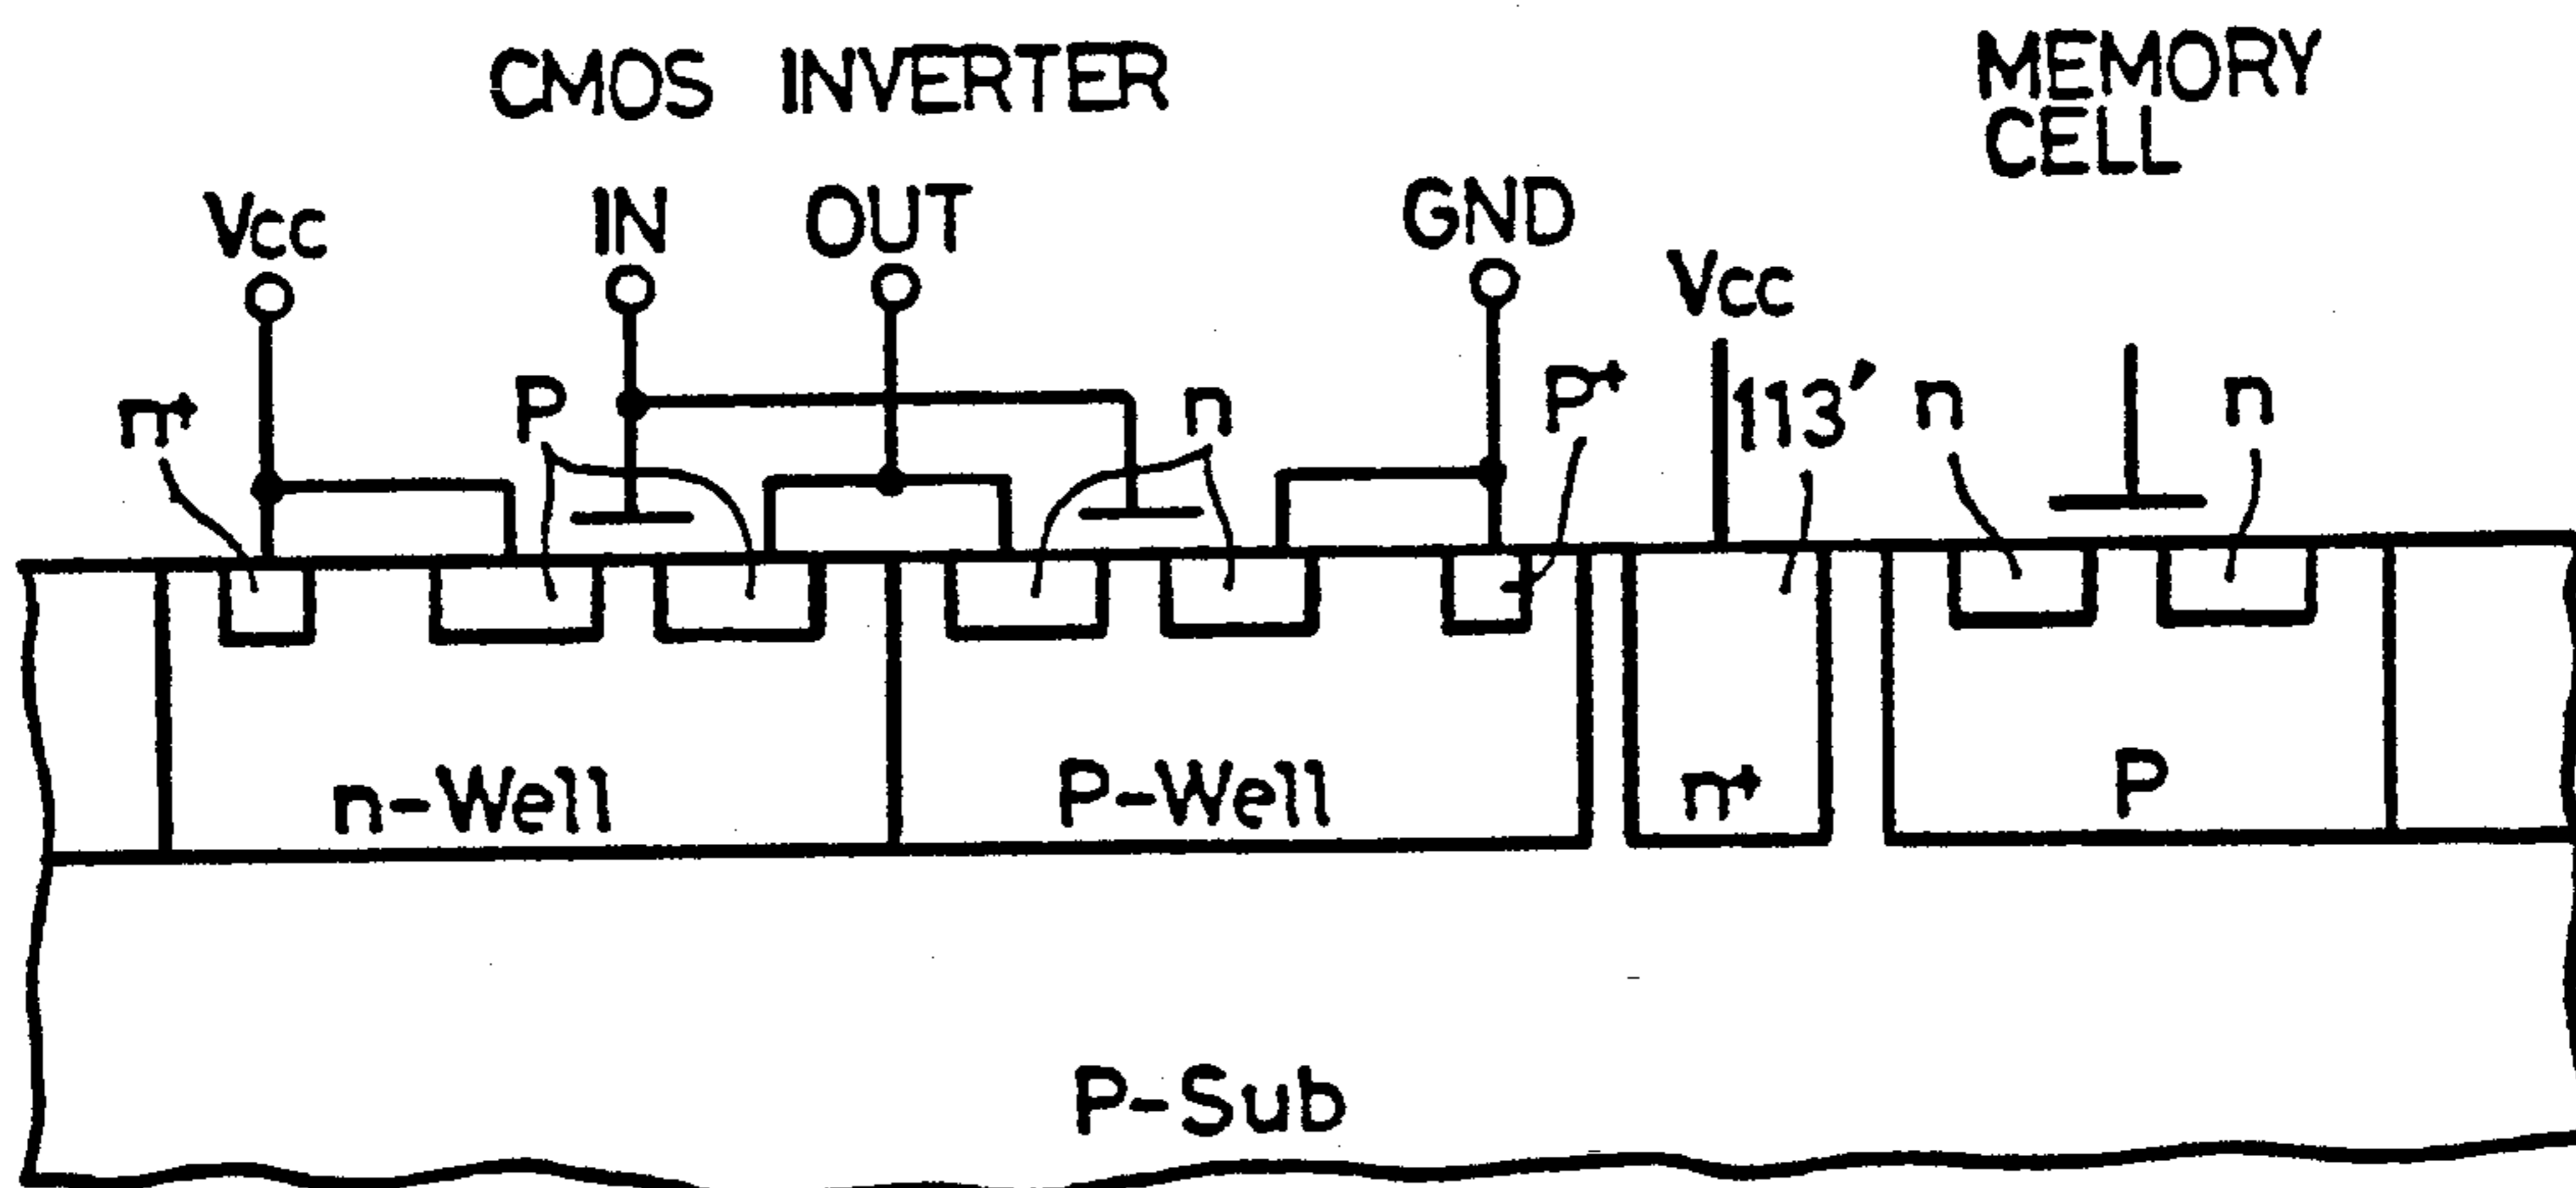 CMOS INVERTER
MEMORY
CELL
Vcc
IN
OUT
GND
Vcc
n+
P
n
P+
113'
n
n
n-Well
P-Well
n+
P
P-Sub